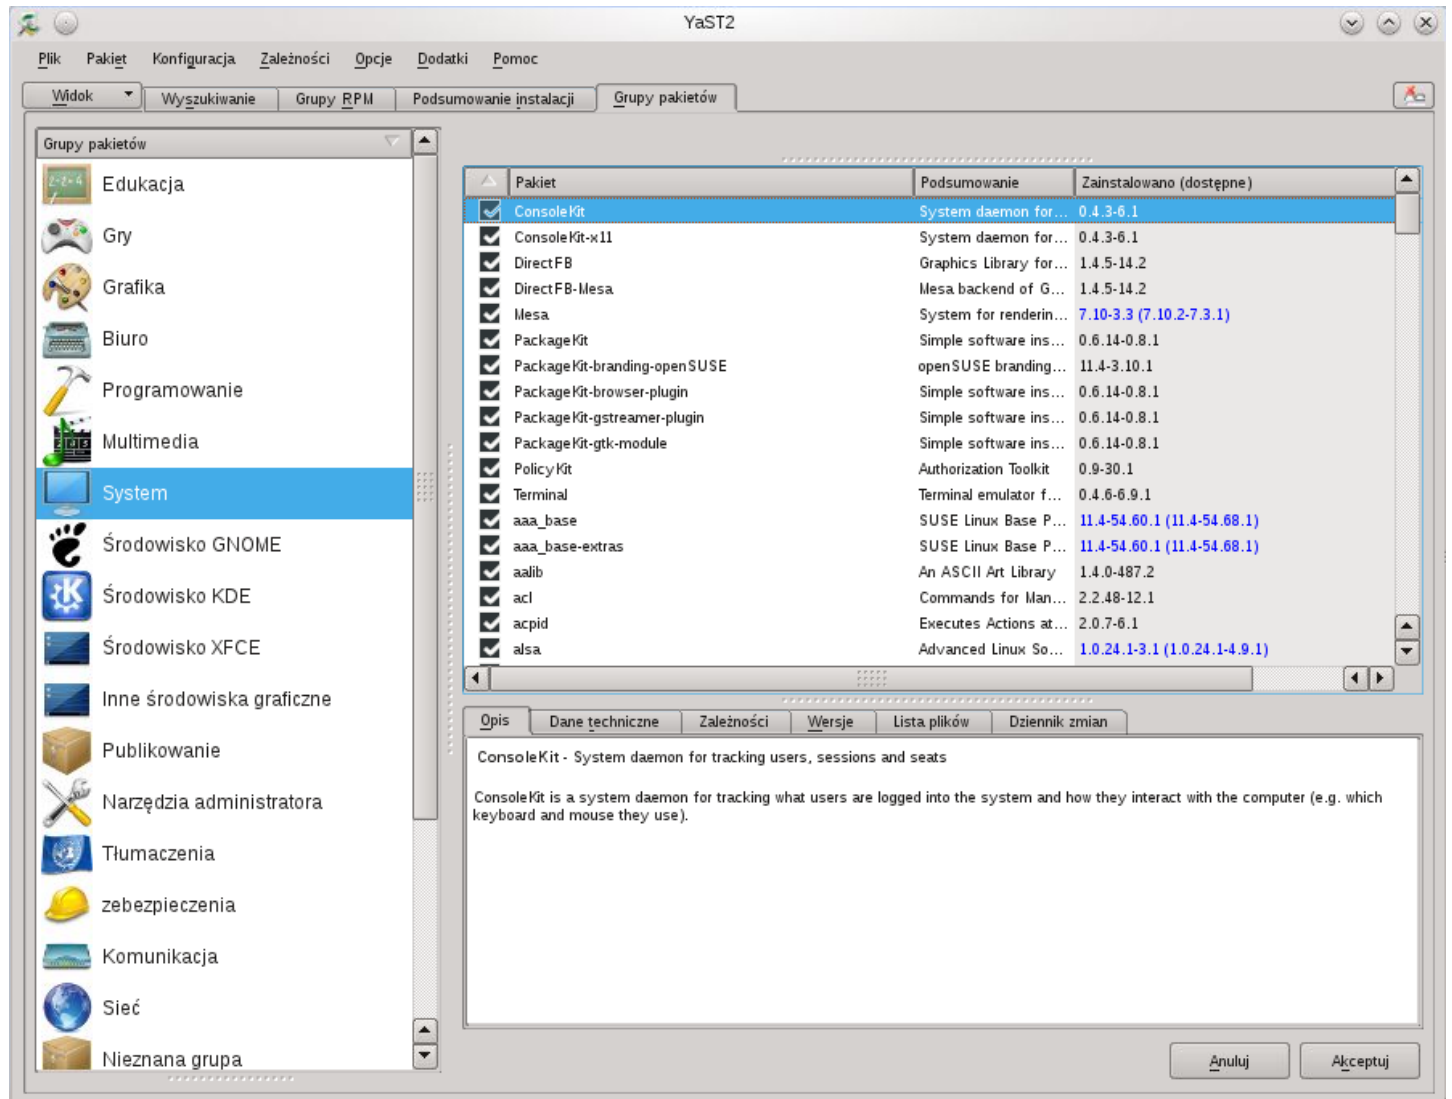 YaST2
Plik Pakiet Konfiguracja Zależności Opcje Dodatki Pomoc
Widok Wyszukiwanie Grupy RPM Podsumowanie instalacji Grupy pakietów
Grupy pakietów
Edukacja
Gry
Grafika
Biuro
Programowanie
Multimedia
System
Środowisko GNOME
Środowisko KDE
Środowisko XFCE
Inne środowiska graficzne
Publikowanie
Narzędzia administratora
Tłumaczenia
zebezpieczenia
Komunikacja
Sieć
Nieznana grupa
Pakiet Podsumowanie Zainstalowano (dostępne)
ConsoleKit System daemon for... 0.4.3-6.1
ConsoleKit-x11 System daemon for... 0.4.3-6.1
DirectFB Graphics Library for... 1.4.5-14.2
DirectFB-Mesa Mesa backend of G... 1.4.5-14.2
Mesa System for renderin... 7.10-3.3 (7.10.2-7.3.1)
PackageKit Simple software ins... 0.6.14-0.8.1
PackageKit-branding-openSUSE openSUSE branding... 11.4-3.10.1
PackageKit-browser-plugin Simple software ins... 0.6.14-0.8.1
PackageKit-gstreamer-plugin Simple software ins... 0.6.14-0.8.1
PackageKit-gtk-module Simple software ins... 0.6.14-0.8.1
PolicyKit Authorization Toolkit 0.9-30.1
Terminal Terminal emulator f... 0.4.6-6.9.1
aaa_base SUSE Linux Base P... 11.4-54.60.1 (11.4-54.68.1)
aaa_base-extras SUSE Linux Base P... 11.4-54.60.1 (11.4-54.68.1)
aalib An ASCII Art Library 1.4.0-487.2
acl Commands for Man... 2.2.48-12.1
acpid Executes Actions at... 2.0.7-6.1
alsa Advanced Linux So... 1.0.24.1-3.1 (1.0.24.1-4.9.1)
Opis Dane techniczne Zależności Wersje Lista plików Dziennik zmian
ConsoleKit - System daemon for tracking users, sessions and seats
ConsoleKit is a system daemon for tracking what users are logged into the system and how they interact with the computer (e.g. which
keyboard and mouse they use).
Anuluj Akceptuj